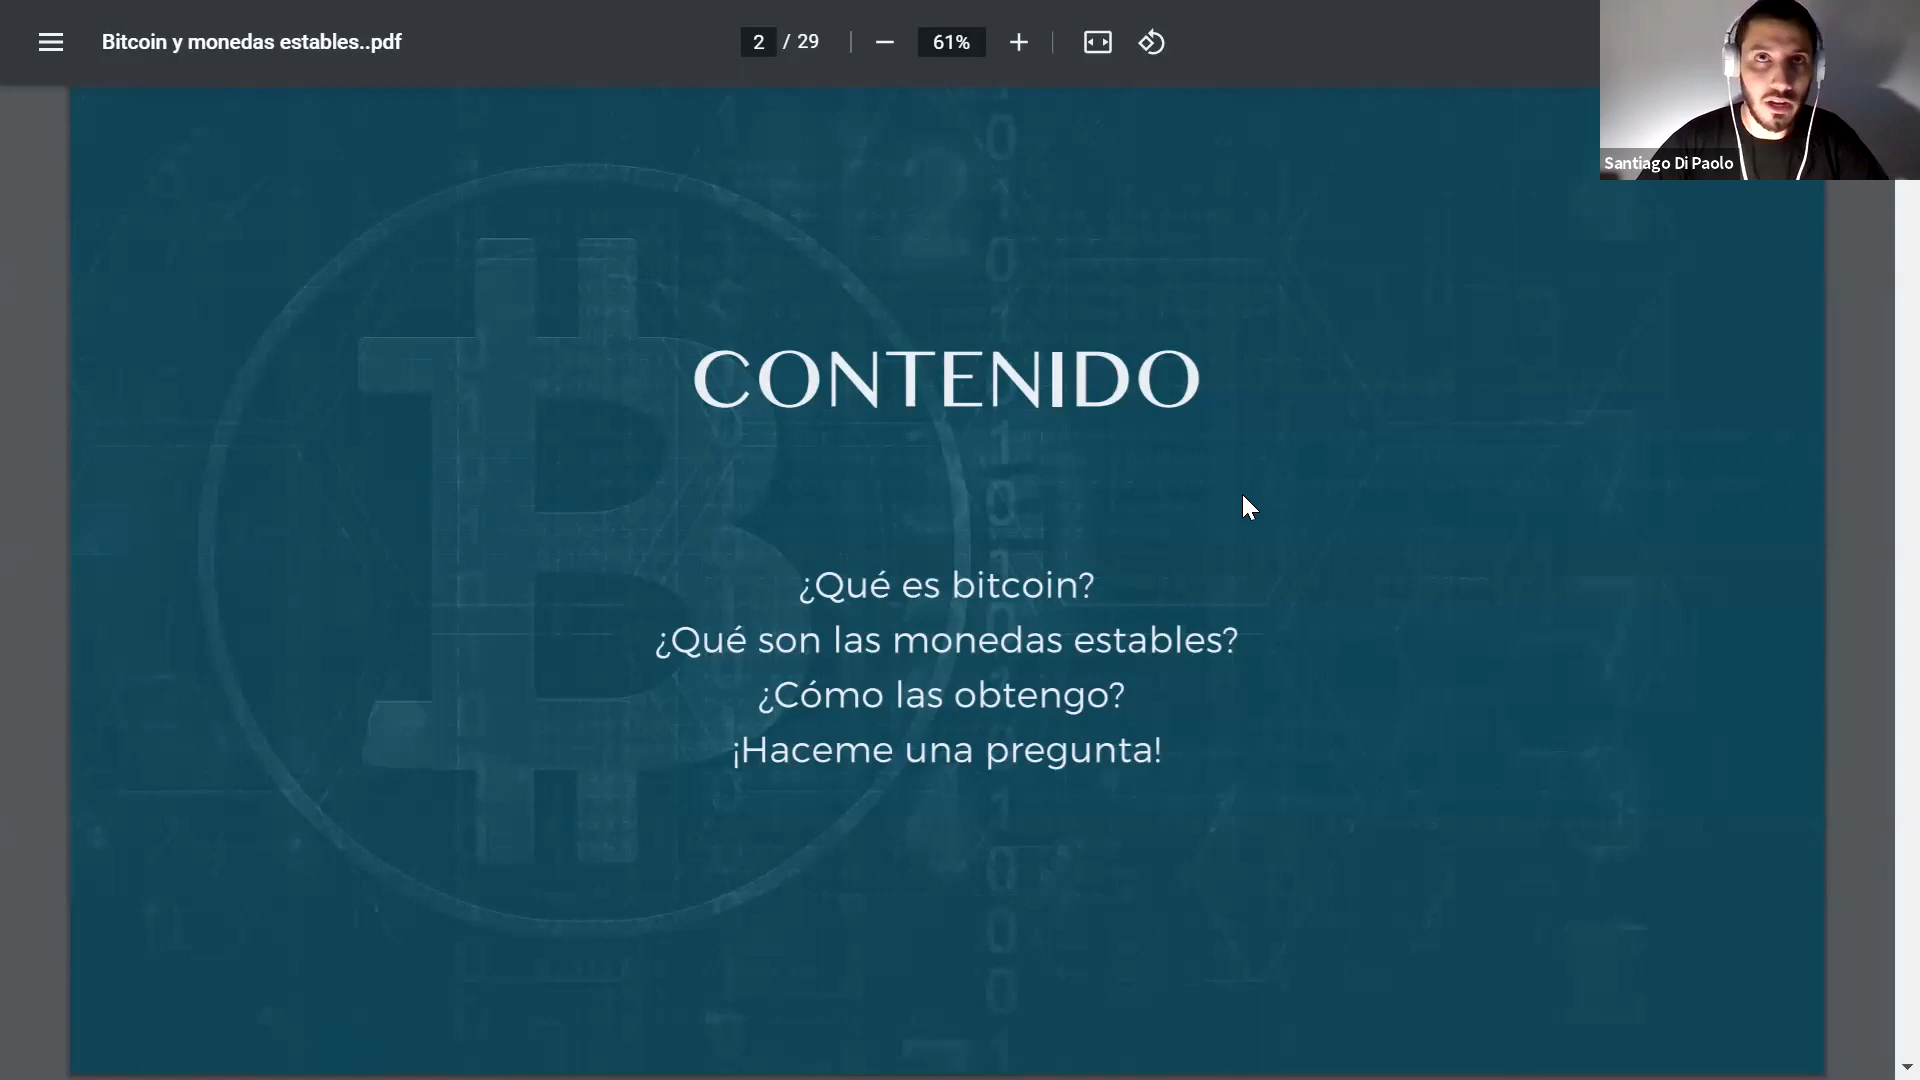 Bitcoin y monedas estables..pdf
2 / 29
61%
Santiago Di Paolo
CONTENIDO
¿Qué es bitcoin?
¿Qué son las monedas estables?
¿Cómo las obtengo?
¡Haceme una pregunta!